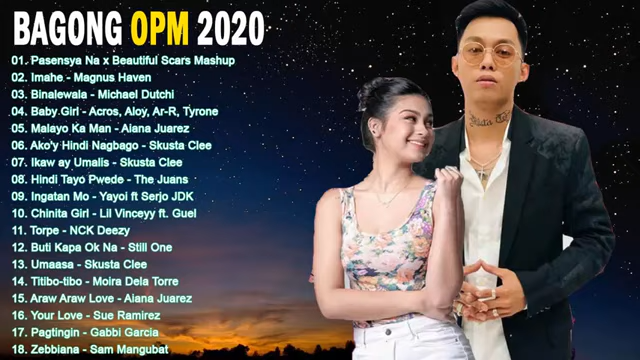 BAGONG OPM 2020
01. Pasensya Na x Beautiful Scars Mashup
02. Imahe - Magnus Haven
03. Binalewala - Michael Dutchi
04. Baby Girl - Acros, Aloy, Ar-R, Tyrone
05. Malayo Ka Man - Aiana Juarez
06. Ako'y Hindi Nagbago - Skusta Clee
07. Ikaw ay Umalis - Skusta Clee
08. Hindi Tayo Pwede - The Juans
09. Ingatan Mo - Yayoi ft Serjo JDK
10. Chinita Girl - Lil Vinceyy ft. Guel
11. Torpe - NCK Deezy
12. Buti Kapa Ok Na - Still One
13. Umaasa - Skusta Clee
14. Titibo-tibo - Moira Dela Torre
15. Araw Araw Love - Aiana Juarez
16. Your Love - Sue Ramirez
17. Pagtingin - Gabbi Garcia
18. Zebbiana - Sam Mangubat